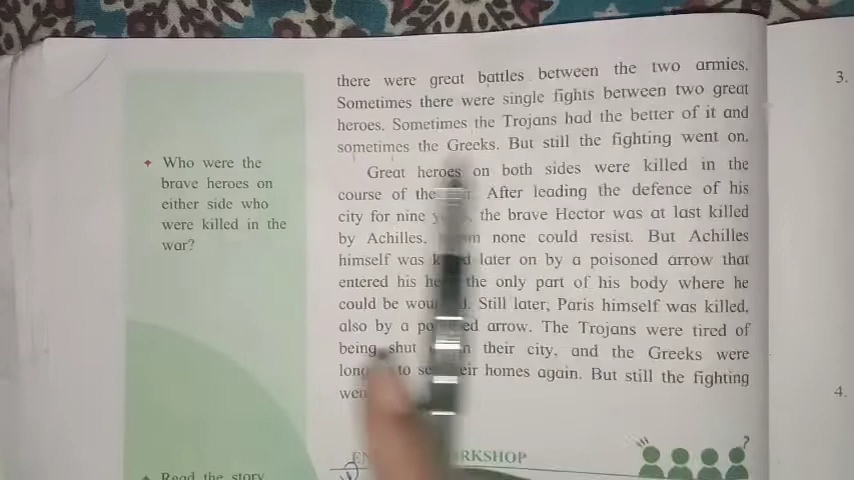 there were great battles between the two armies.
Sometimes there were single fights between two great
heroes. Sometimes the Trojans had the better of it and
sometimes the Greeks. But still the fighting went on.
Great heroes on both sides were killed in the
course of the After leading the defence of his
city for nine the brave Hector was at last killed
by Achilles, none could resist. But Achilles
himself was later on by a poisoned arrow that
entered his the only part of his body where he
could be Still later, Paris himself was killed,
also by a arrow. The Trojans were tired of
being shut their city, and the Greeks were
to their homes again. But still the fighting
Who were the
brave heroes on
either side who
were killed in the
war?
Read the story
3.
4.
?